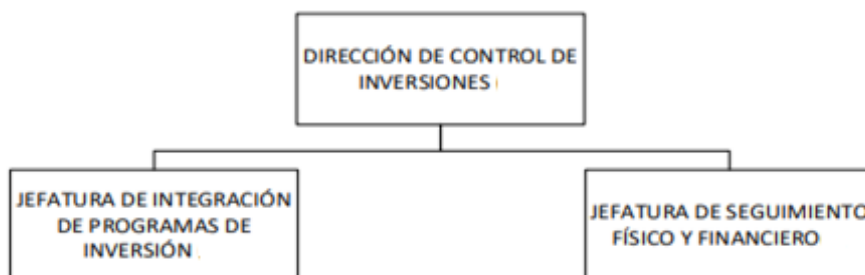 DIRECCIÓN DE CONTROL DE
INVERSIONES
JEFATURA DE INTEGRACIÓN
DE PROGRAMAS DE
INVERSIÓN
JEFATURA DE SEGUIMIENTO
FÍSICO Y FINANCIERO